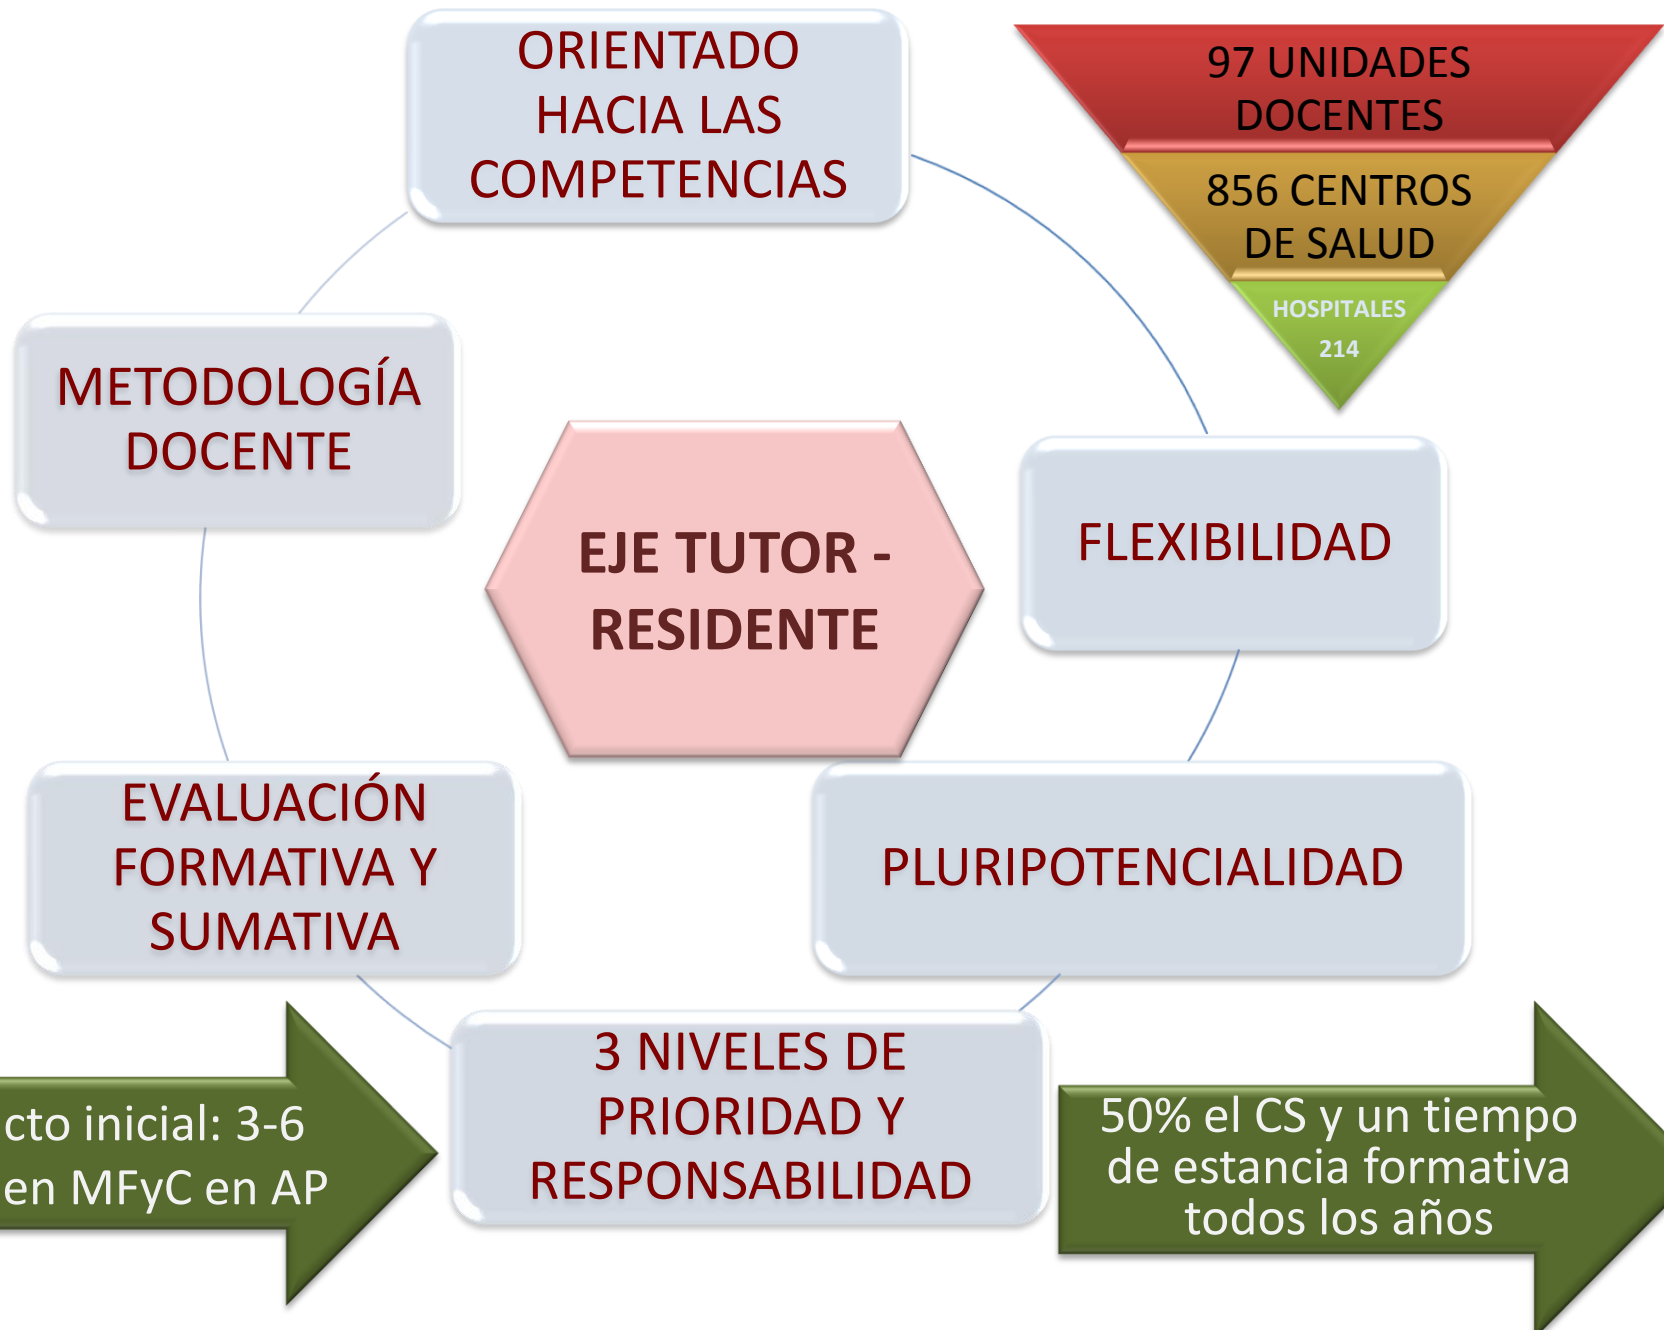 ORIENTADO
HACIA LAS
COMPETENCIAS
97 UNIDADES
DOCENTES
856 CENTROS
DE SALUD
HOSPITALES
214
METODOLOGÍA
DOCENTE
EJE TUTOR -
RESIDENTE
FLEXIBILIDAD
EVALUACIÓN
FORMATIVA Y
SUMATIVA
PLURIPOTENCIALIDAD
cto inicial: 3-6
en MFyC en AP
3 NIVELES DE
PRIORIDAD Y
RESPONSABILIDAD
50% el CS y un tiempo
de estancia formativa
todos los años